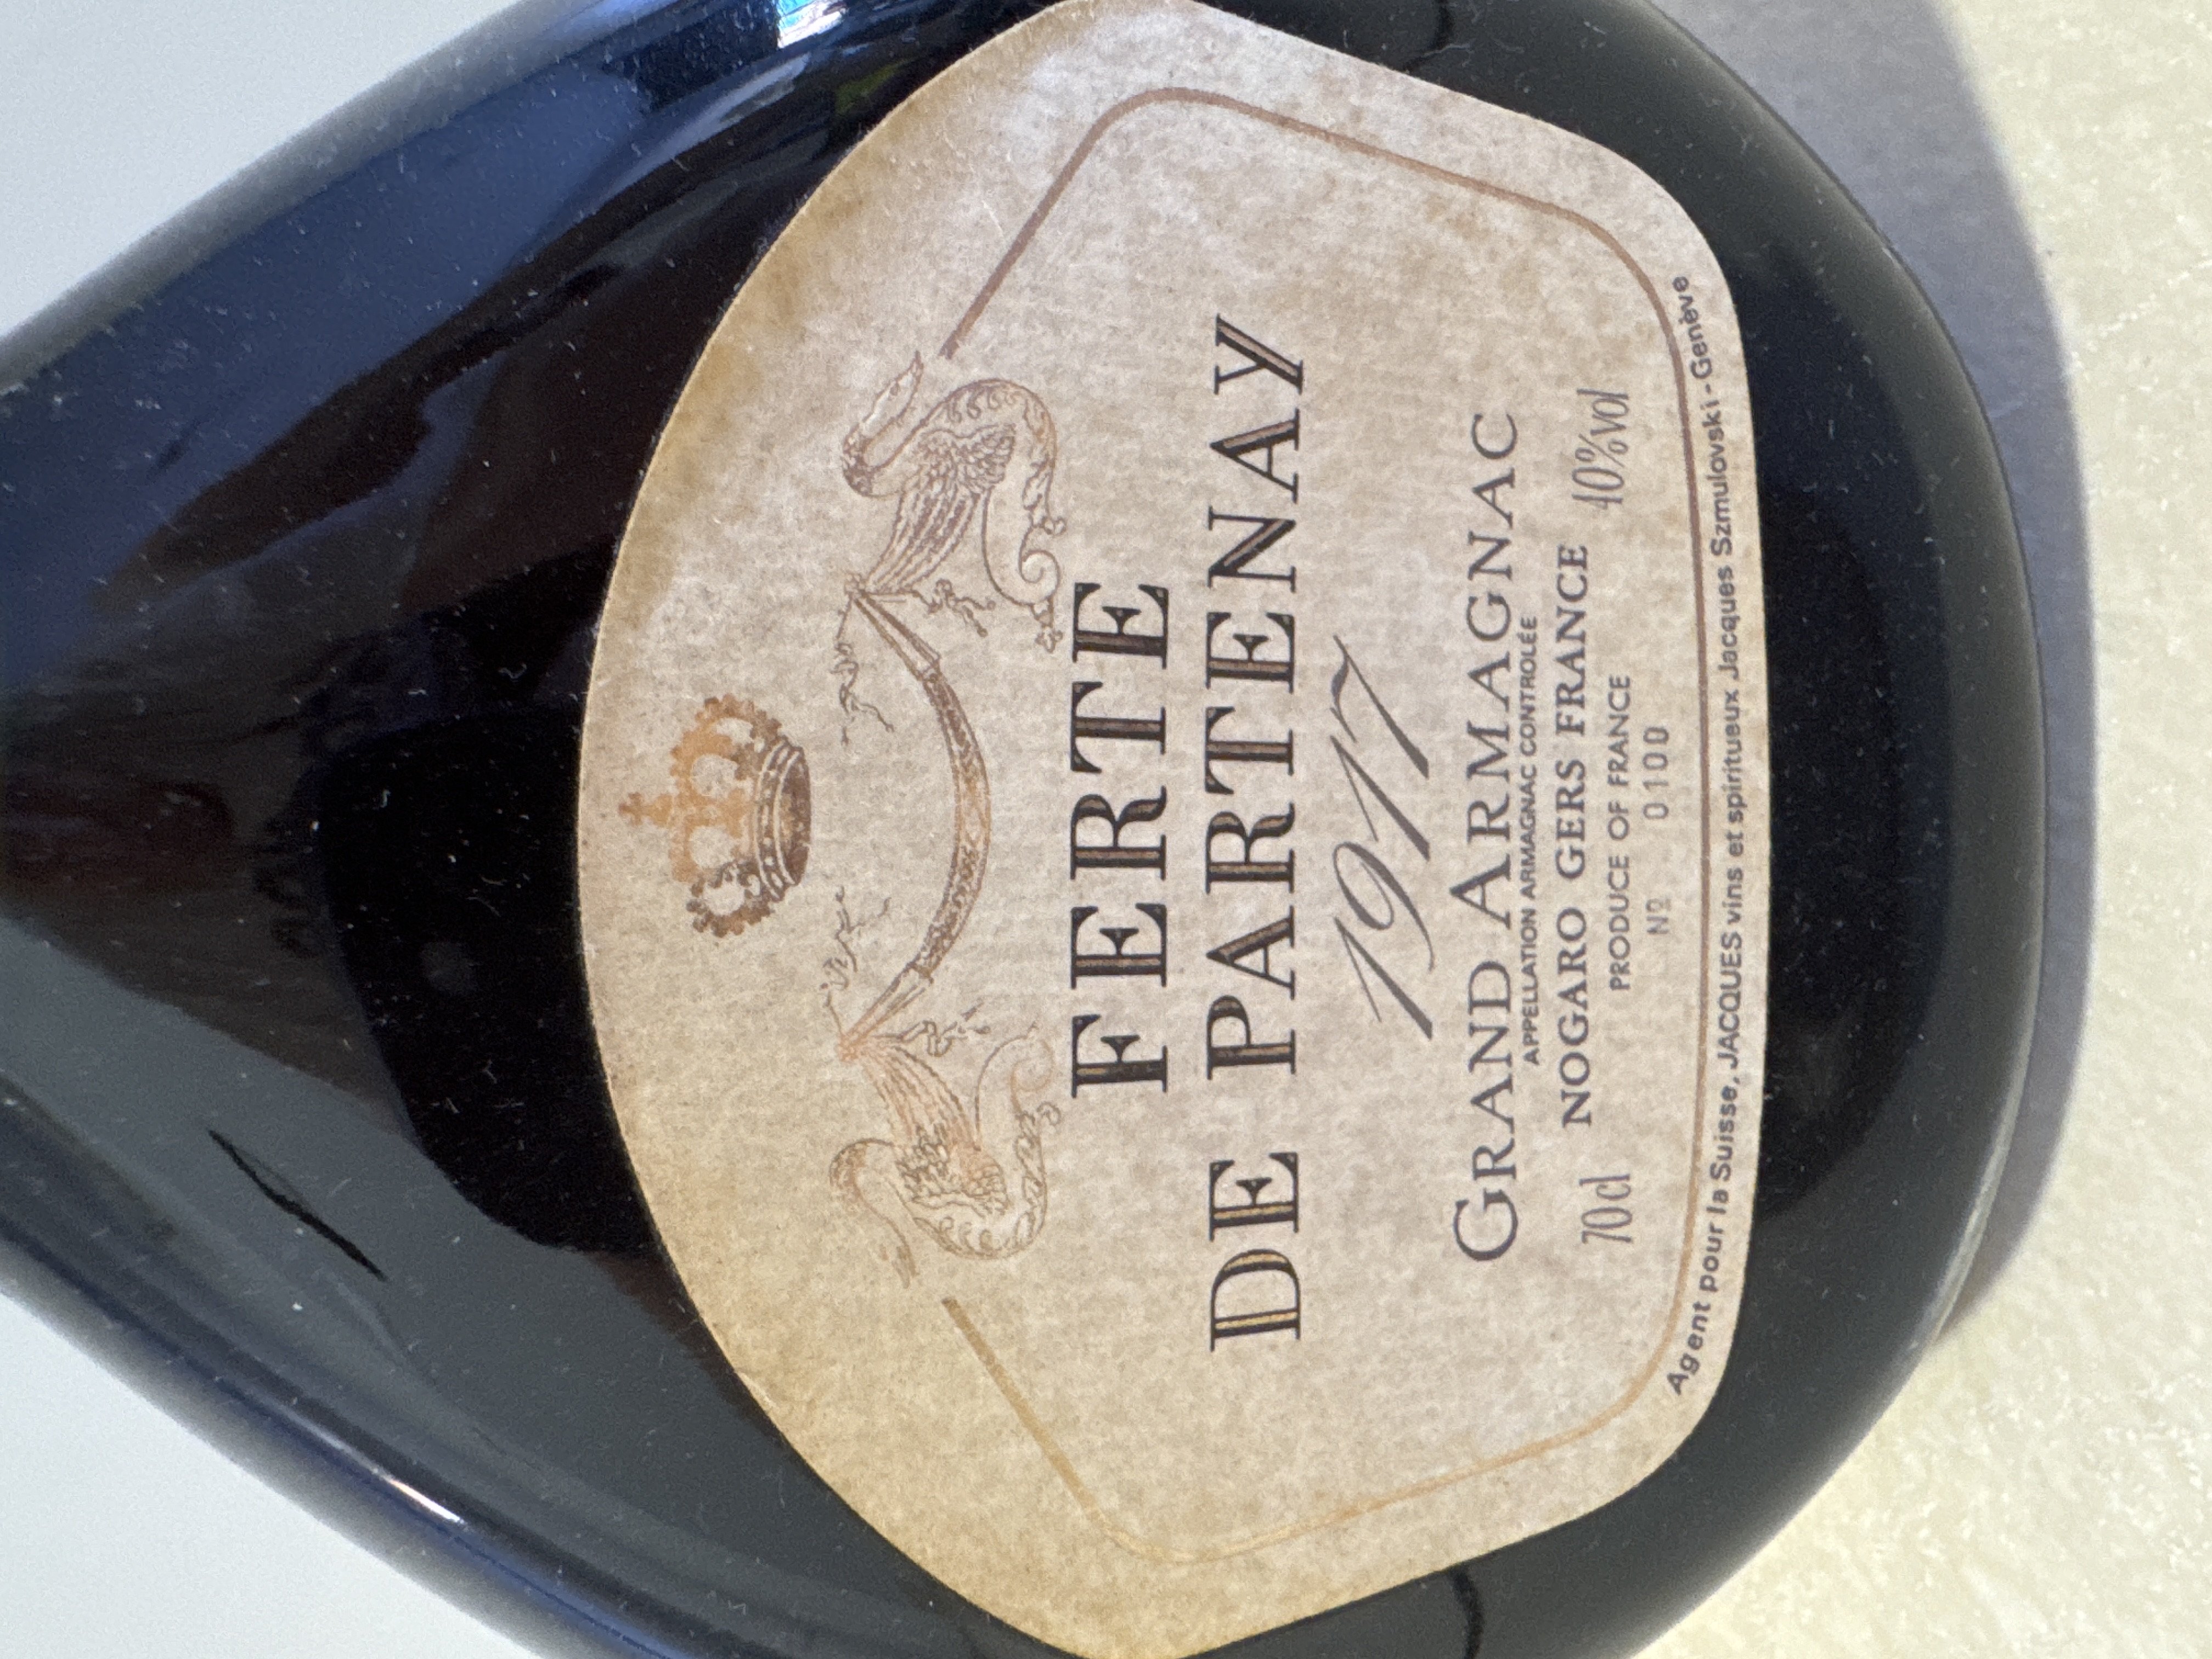 FERTE
DE PARTENAY
1917
GRAND ARMAGNAC
APPELLATION ARMAGNAC CONTROLÉE
70cl NOGARO GERS FRANCE 40%vol
PRODUCE OF FRANCE
Nº 0100
Agent pour la Suisse, JACQUES vins et spiritueux Jacques Szmulovski - Genève